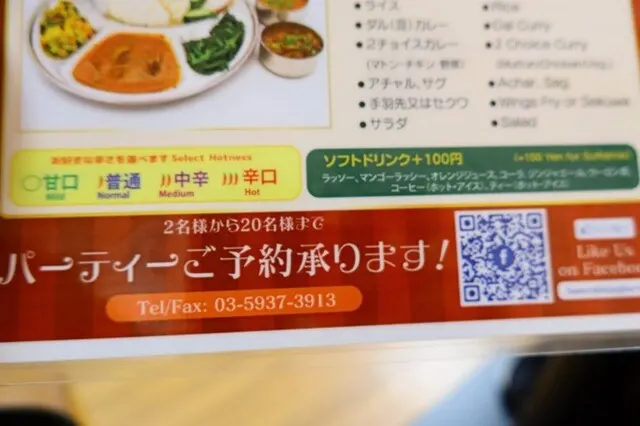 ●ライス
●ダル(豆)カレー
●2チョイスカレー
(マトン・チキン 野菜)
●アチャル、サグ
●手羽先又はセクワ
●サラダ
●Rice
●Dal Curry
●2 Choice Curry
●Achar, Sag
●Wings Fry or Sekuwa
●Salad
お好きな辛さを選べます Select Hotness
○甘口
Mild
普通
Normal
中辛
Medium
辛口
Hot
ソフトドリンク+100円
ラッシー、マンゴーラッシー、オレンジジュース、コーラ、ジンジャエール、ウーロン茶
コーヒー(ホット・アイス)、ティー(ホット・アイス)
2名様から20名様まで
パーティーご予約承ります!
Tel/Fax: 03-5937-3913
Like Us
on Facebo